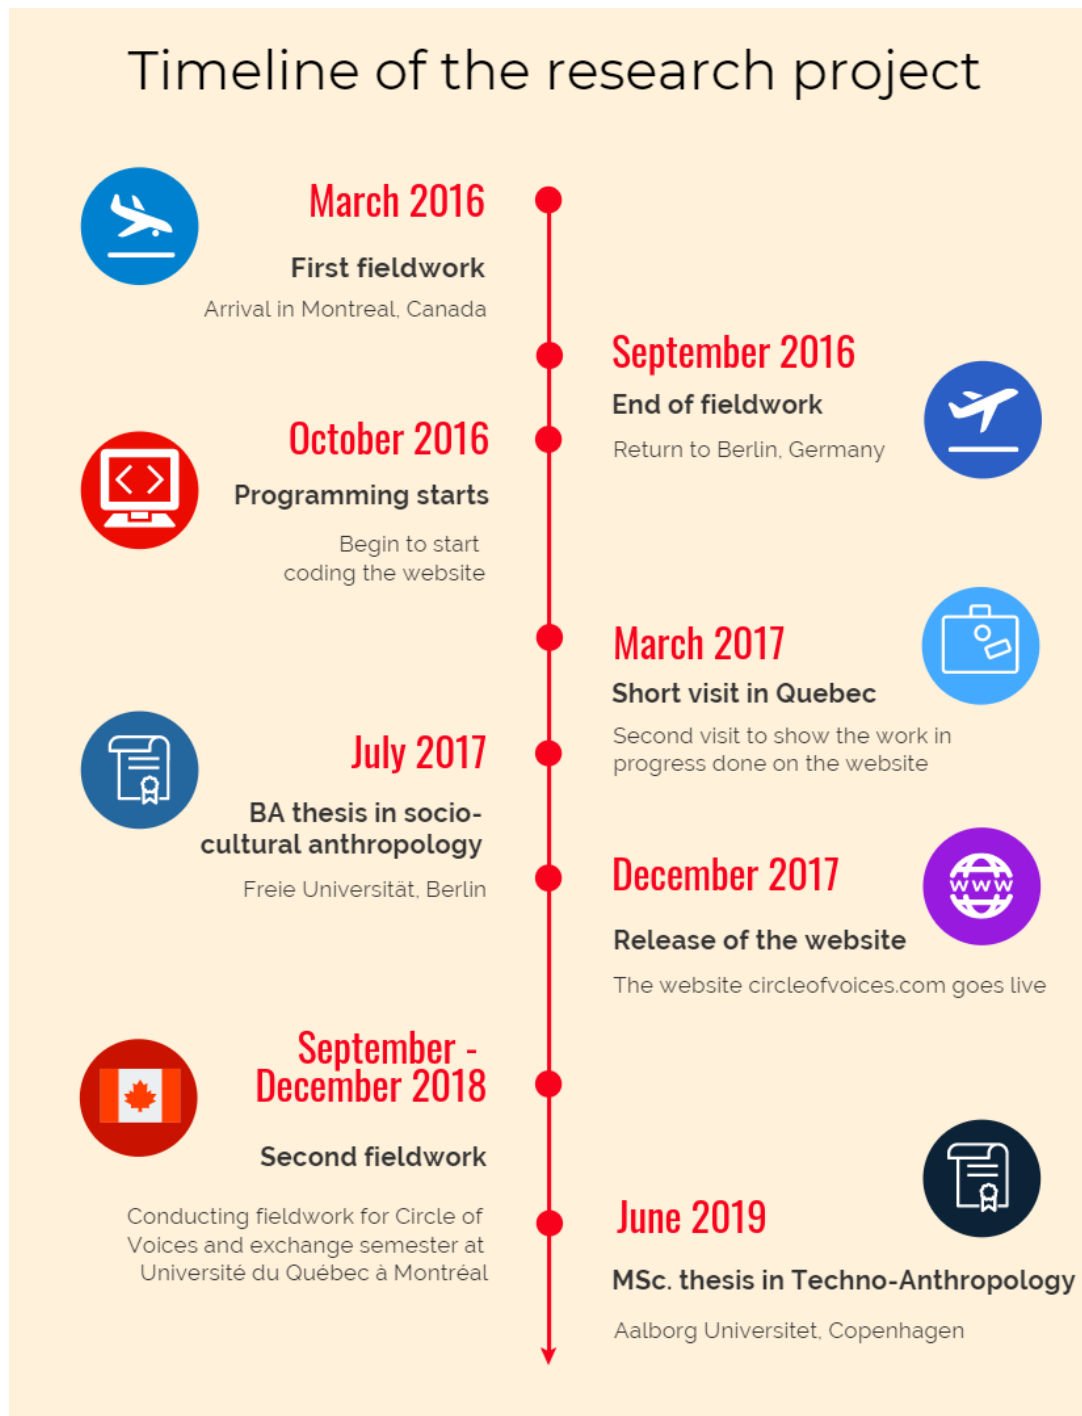 Timeline of the research project
March 2016
First fieldwork
Arrival in Montreal, Canada
September 2016
End of fieldwork
Return to Berlin, Germany
October 2016
Programming starts
Begin to start
coding the website
March 2017
Short visit in Quebec
Second visit to show the work in
progress done on the website
July 2017
BA thesis in socio-
cultural anthropology
Freie Universität, Berlin
December 2017
WWW
Release of the website
The website circleofvoices.com goes live
September -
December 2018
Second fieldwork
Conducting fieldwork for Circle of
Voices and exchange semester at
Université du Québec à Montréal
June 2019
MSc. thesis in Techno-Anthropology
Aalborg Universitet, Copenhagen